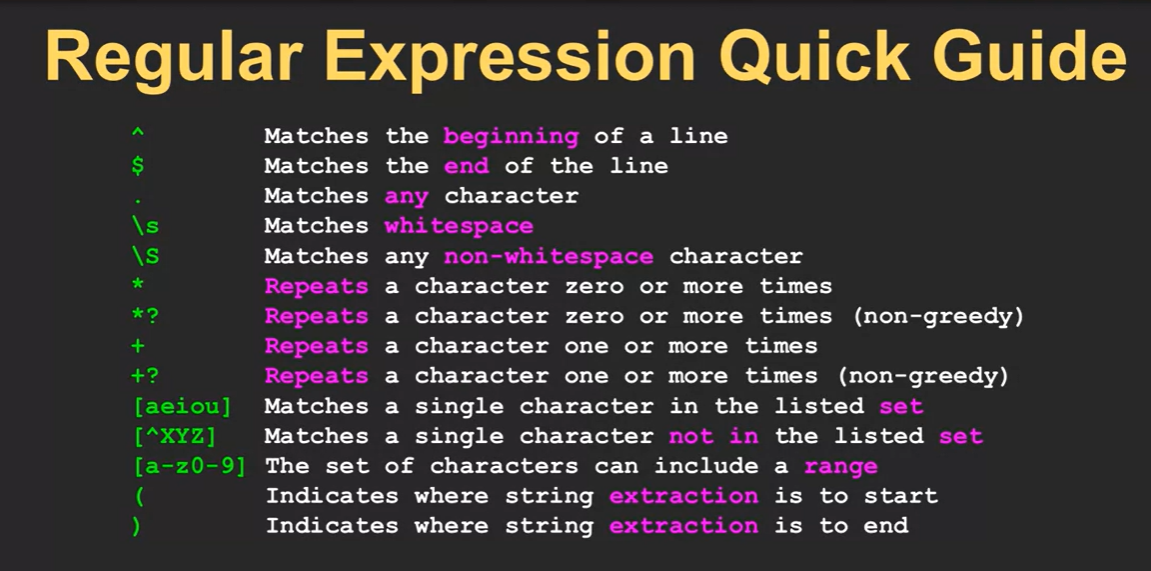 Regular Expression Quick Guide
^ Matches the beginning of a line
$ Matches the end of the line
. Matches any character
\s Matches whitespace
\S Matches any non-whitespace character
* Repeats a character zero or more times
*? Repeats a character zero or more times (non-greedy)
+ Repeats a character one or more times
+? Repeats a character one or more times (non-greedy)
[aeiou] Matches a single character in the listed set
[^XYZ] Matches a single character not in the listed set
[a-z0-9] The set of characters can include a range
( Indicates where string extraction is to start
) Indicates where string extraction is to end